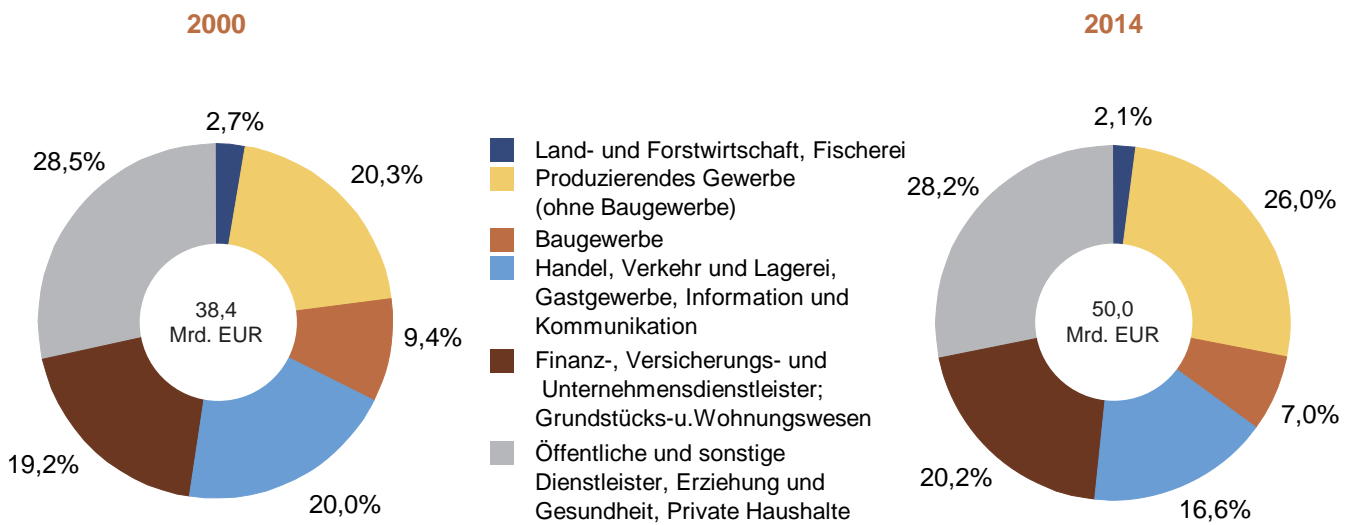 2000
2,7%
28,5%
20,3%
38,4
Mrd. EUR
9,4%
19,2%
20,0%
Land- und Forstwirtschaft, Fischerei
Produzierendes Gewerbe
(ohne Baugewerbe)
Baugewerbe
Handel, Verkehr und Lagerei,
Gastgewerbe, Information und
Kommunikation
Finanz-, Versicherungs- und
Unternehmensdienstleister;
Grundstücks-u.Wohnungswesen
Öffentliche und sonstige
Dienstleister, Erziehung und
Gesundheit, Private Haushalte
2014
2,1%
28,2%
26,0%
50,0
Mrd. EUR
7,0%
20,2%
16,6%